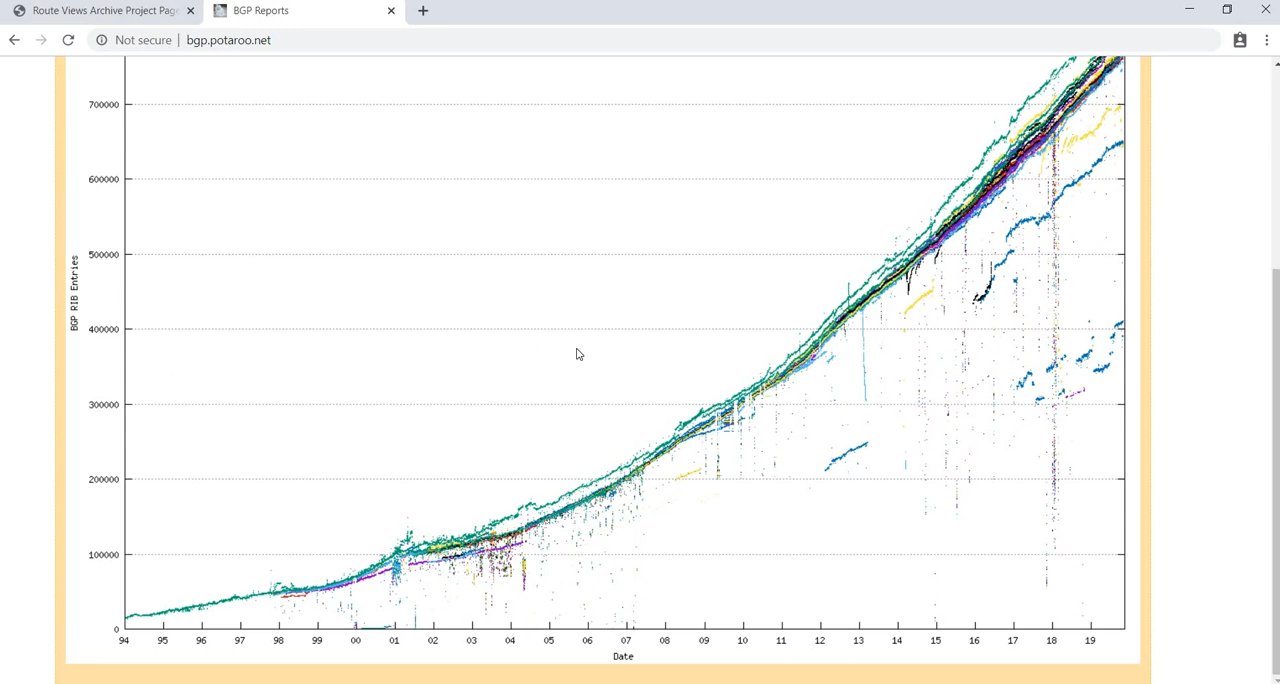 Route Views Archive Project Pag
BGP Reports
Not secure | bgp.potaroo.net
700000
600000
500000
400000
300000
200000
100000
0
BGP RIB Entries
94 95 96 97 98 99 00 01 02 03 04 05 06 07 08 09 10 11 12 13 14 15 16 17 18 19
Date